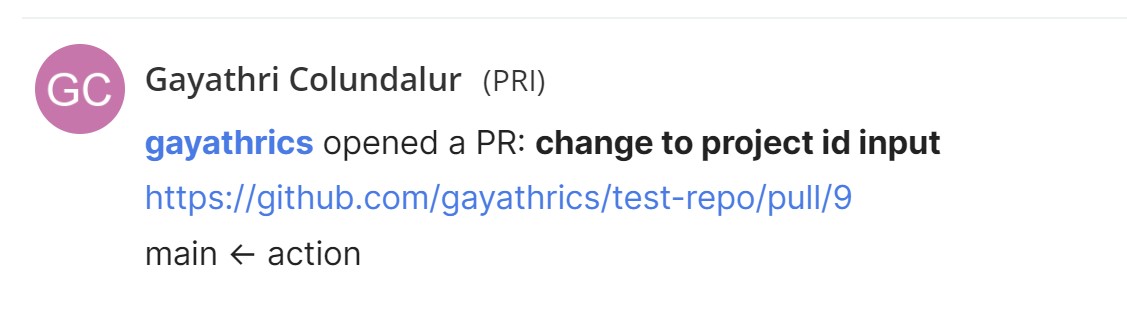 GC
Gayathri Colundalur (PRI)
gayathrics opened a PR: change to project id input
https://github.com/gayathrics/test-repo/pull/9
main ← action